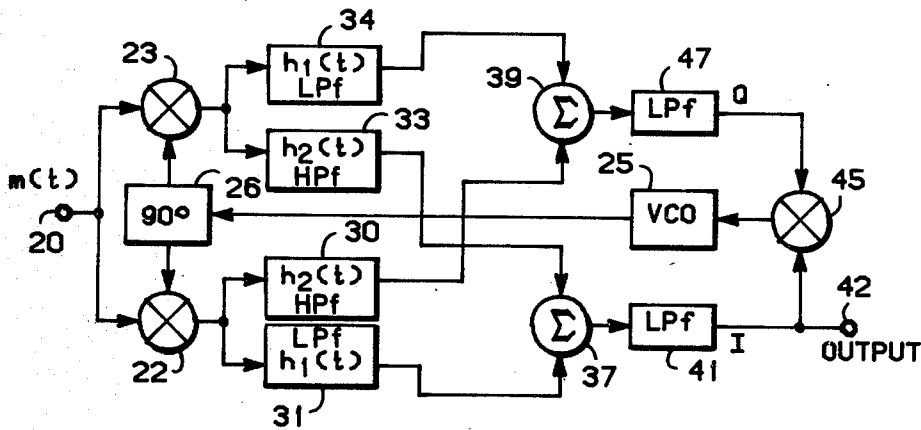 34
23
h₁(t)
LPf
39
47
LPf
Q
33
h₂(t)
HPf
Σ
m(t)
26
25
45
20
90°
VCO
30
h₂(t)
HPf
42
22
LPf
h₁(t)
Σ
LPf
I
OUTPUT
37
41
31